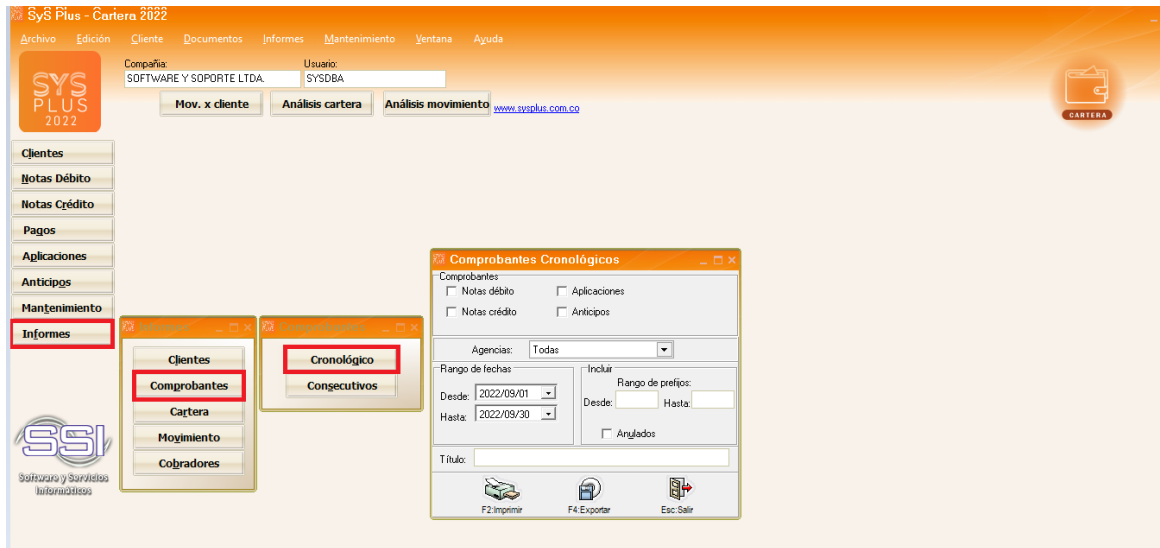 SyS Plus - Cartera 2022
Archivo Edición Cliente Documentos Informes Mantenimiento Ventana Ayuda
SYS
PLUS
2022
Compañia: Usuario:
SOFTWARE Y SOPORTE LTDA. SYSDBA
Mov. x cliente Análisis cartera Análisis movimiento www.sysplus.com.co
CARTERA
Clientes
Notas Débito
Notas Crédito
Pagos
Aplicaciones
Anticipos
Mantenimiento
Informes
SSI
Software y Servicios
Informáticos
Informes
Clientes
Comprobantes
Cartera
Movimiento
Cobradores
Comprobantes
Cronológico
Consecutivos
Comprobantes Cronológicos
Comprobantes
Notas débito Aplicaciones
Notas crédito Anticipos
Agencias: Todas
Rango de fechas
Desde: 2022/09/01
Hasta: 2022/09/30
Incluir
Rango de prefijos:
Desde: Hasta:
Anulados
Título:
F2:Imprimir F4:Exportar Esc:Salir